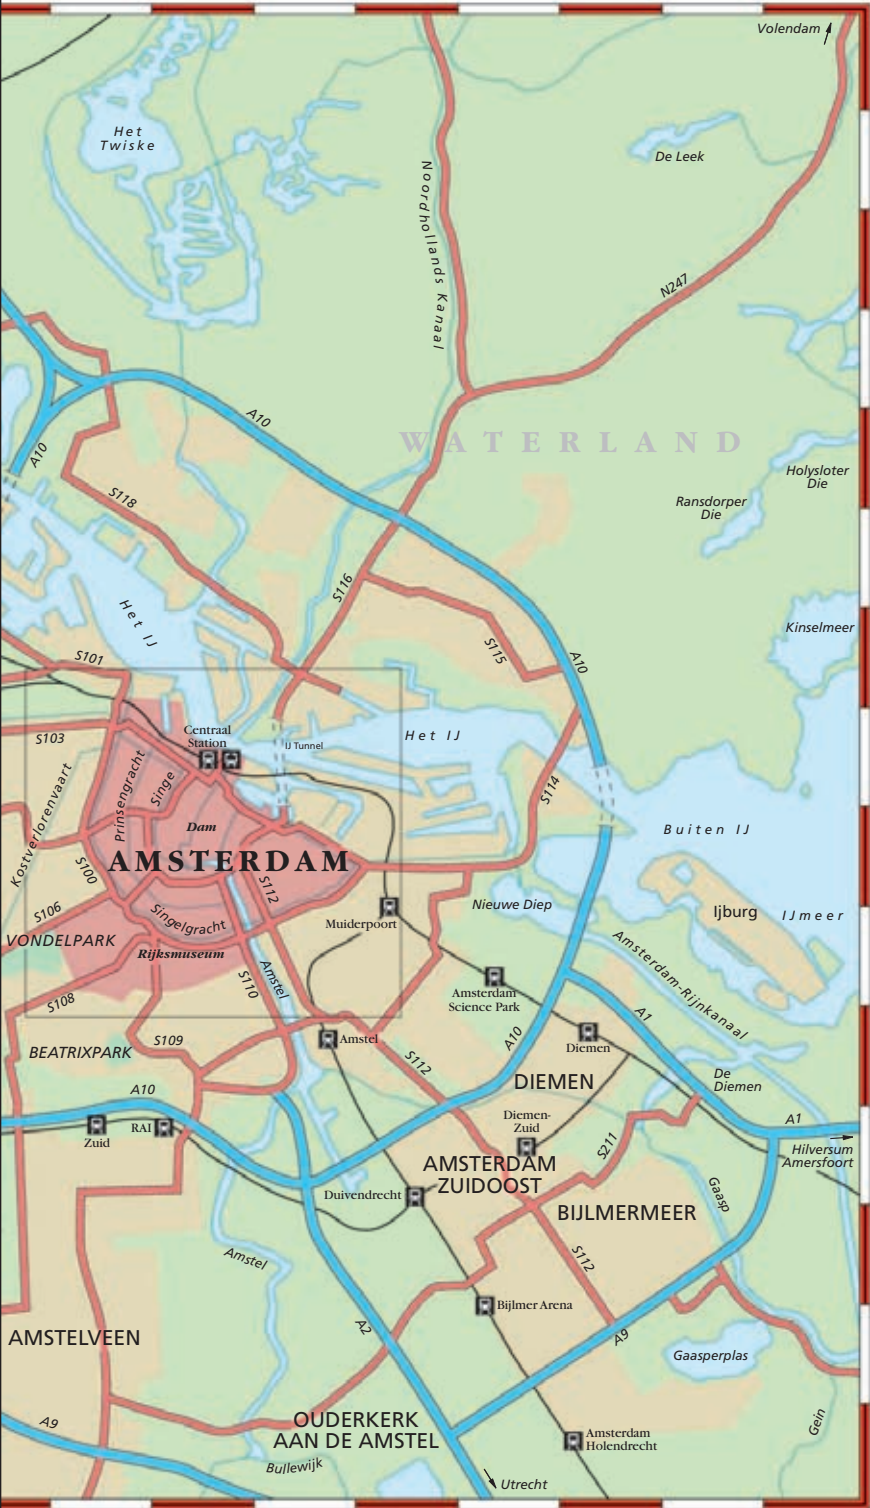 Volendam
Het
Twiske
De Leek
Noordhollands Kanaal
N247
A10
WATERLAND
A10
Holysloter
Die
S118
Ransdorper
Die
S116
Het IJ
Kinselmeer
S115
A10
S101
Centraal
Station
Het IJ
S103
IJ Tunnel
Prinsengracht
Singe
S114
Kostverlorenvaart
Dam
Buiten IJ
AMSTERDAM
S100
S112
Nieuwe Diep
Ijburg
IJmeer
S106
Singelgracht
Muiderpoort
VONDELPARK
Rijksmuseum
Amsterdam-Rijnkanaal
S110
Amstel
Amsterdam
Science Park
S108
A1
A10
Amstel
Diemen
S109
BEATRIXPARK
S112
DIEMEN
De
Diemen
A10
Diemen-
Zuid
A1
RAI
Zuid
S211
Hilversum
Amersfoort
AMSTERDAM
ZUIDOOST
Duivendrecht
BIJLMERMEER
Gaasp
Amstel
S112
Bijlmer Arena
A2
A9
AMSTELVEEN
Gaasperplas
A9
OUDERKERK
AAN DE AMSTEL
Gein
Amsterdam
Holendrecht
Bullewijk
Utrecht